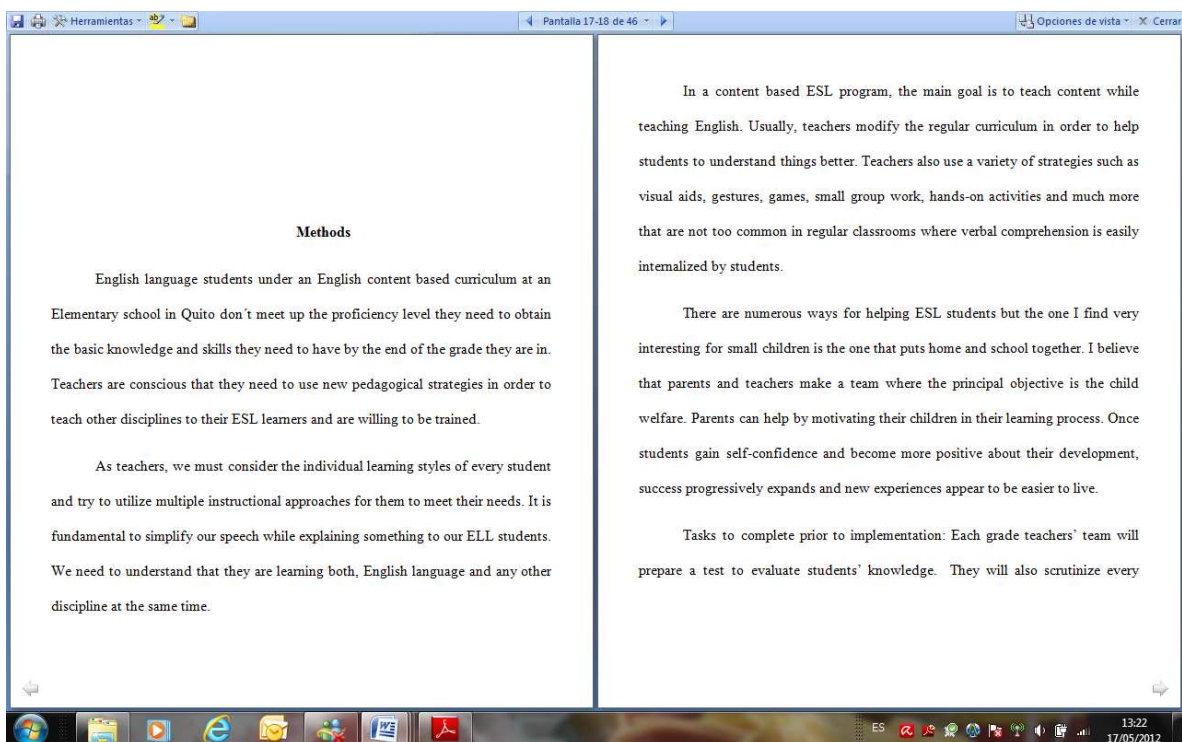 Herramientas
Pantalla 17-18 de 46
Opciones de vista
Cerrar
Methods
English language students under an English content based curriculum at an
Elementary school in Quito don´t meet up the proficiency level they need to obtain
the basic knowledge and skills they need to have by the end of the grade they are in.
Teachers are conscious that they need to use new pedagogical strategies in order to
teach other disciplines to their ESL learners and are willing to be trained.
As teachers, we must consider the individual learning styles of every student
and try to utilize multiple instructional approaches for them to meet their needs. It is
fundamental to simplify our speech while explaining something to our ELL students.
We need to understand that they are learning both, English language and any other
discipline at the same time.
In a content based ESL program, the main goal is to teach content while
teaching English. Usually, teachers modify the regular curriculum in order to help
students to understand things better. Teachers also use a variety of strategies such as
visual aids, gestures, games, small group work, hands-on activities and much more
that are not too common in regular classrooms where verbal comprehension is easily
internalized by students.
There are numerous ways for helping ESL students but the one I find very
interesting for small children is the one that puts home and school together. I believe
that parents and teachers make a team where the principal objective is the child
welfare. Parents can help by motivating their children in their learning process. Once
students gain self-confidence and become more positive about their development,
success progressively expands and new experiences appear to be easier to live.
Tasks to complete prior to implementation: Each grade teachers’ team will
prepare a test to evaluate students’ knowledge.  They will also scrutinize every
ES
13:22
17/05/2012